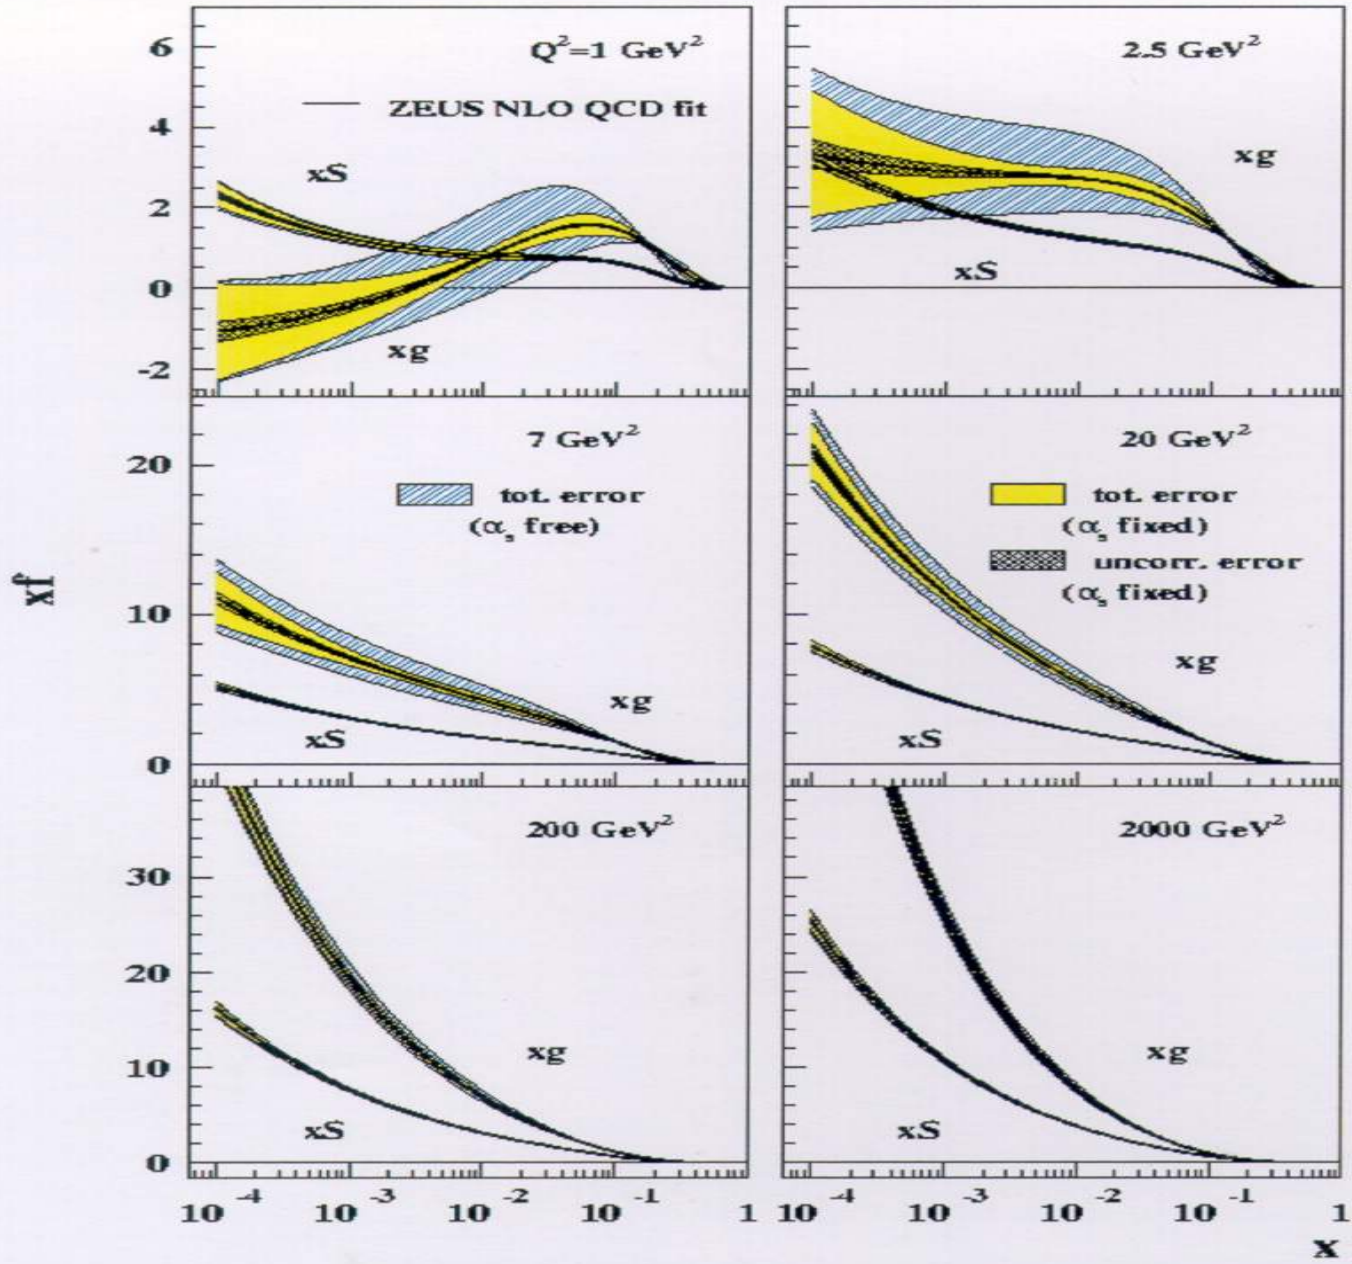 Q²=1 GeV²
2.5 GeV²
ZEUS NLO QCD fit
6
4
2
0
-2
xS
xg
xg
xS
7 GeV²
20 GeV²
tot. error
(αₛ free)
tot. error
(αₛ fixed)
uncorr. error
(αₛ fixed)
20
10
0
xf
xg
xS
xg
xS
200 GeV²
2000 GeV²
30
20
10
0
xg
xS
xg
xS
10⁻⁴ 10⁻³ 10⁻² 10⁻¹ 1
10⁻⁴ 10⁻³ 10⁻² 10⁻¹ 1
x